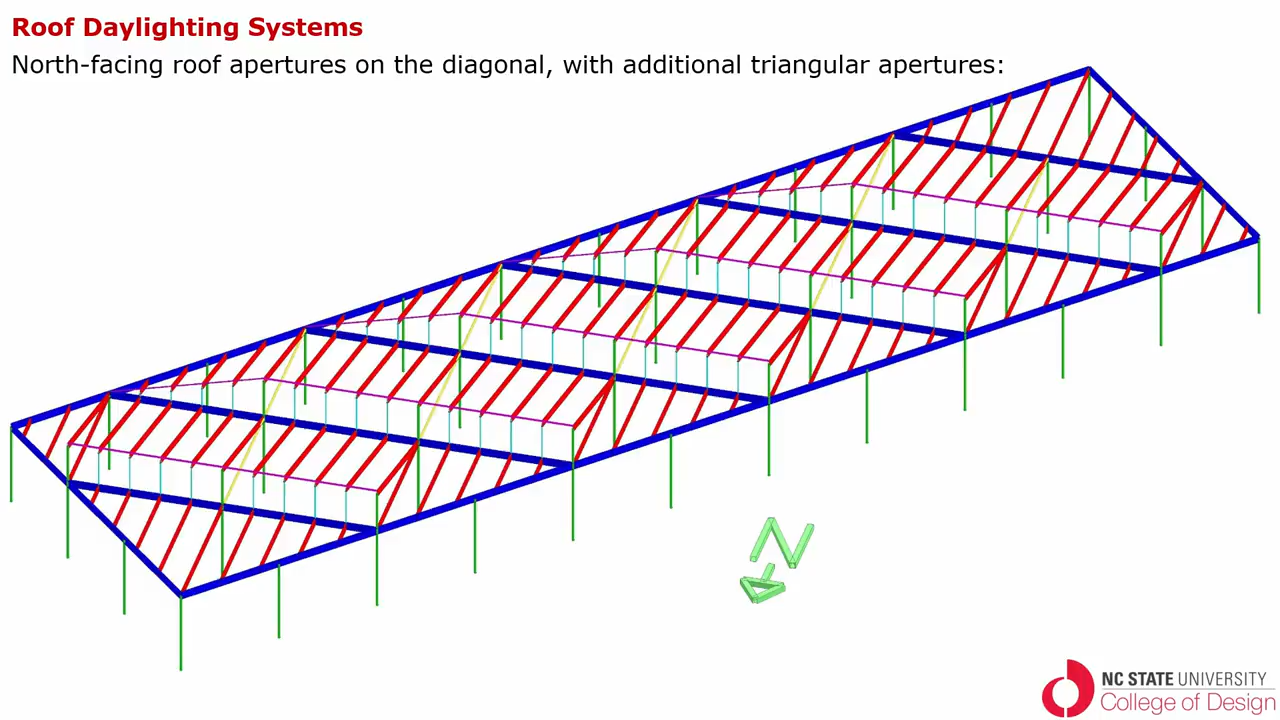 Roof Daylighting Systems
North-facing roof apertures on the diagonal, with additional triangular apertures:
N
NC STATE UNIVERSITY
College of Design